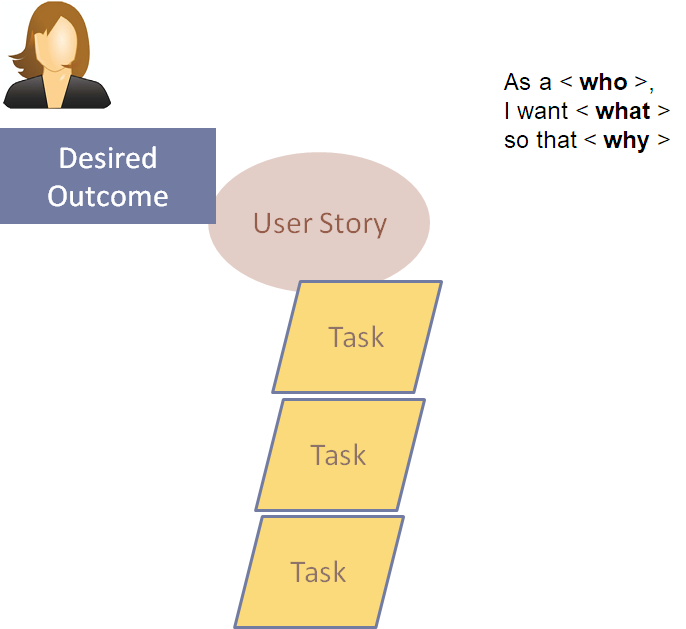 As a < who >,
I want < what >
so that < why >
Desired
Outcome
User Story
Task
Task
Task